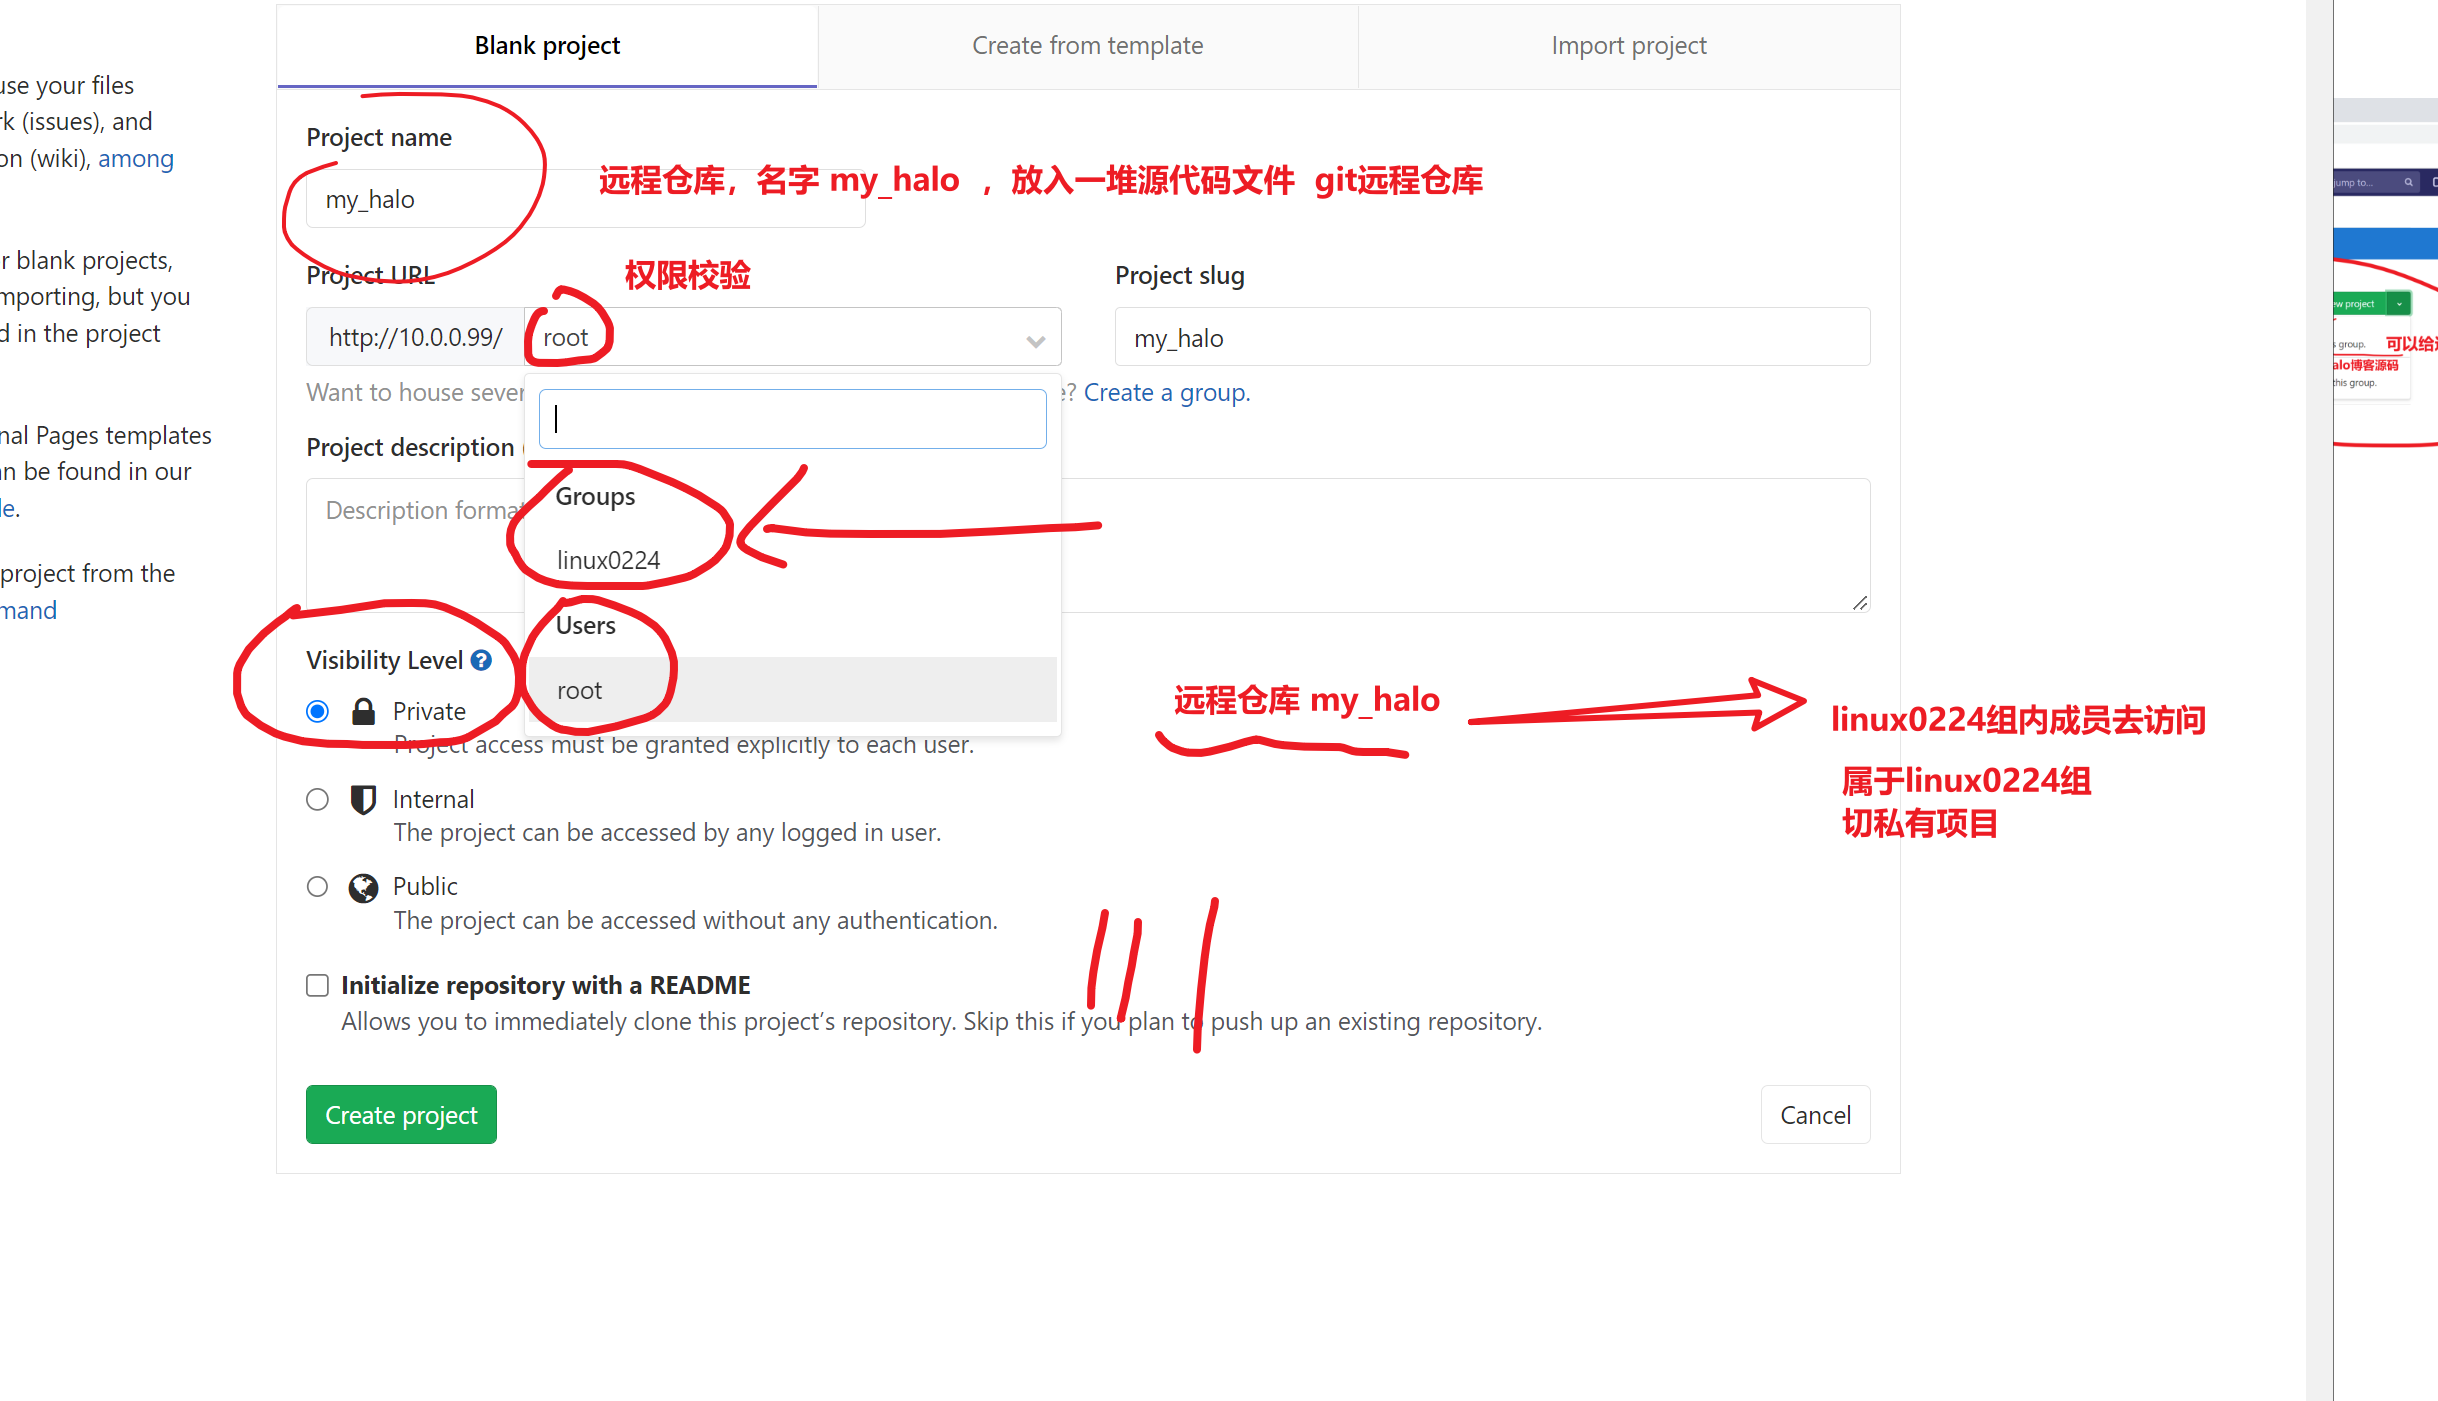 Blank project
Create from template
Import project
use your files
rk (issues), and
on (wiki), among
r blank projects,
mporting, but you
d in the project
nal Pages templates
n be found in our
le.
project from the
mand
Project name
my_halo
远程仓库，名字 my_halo ，放入一堆源代码文件 git远程仓库
Project URL
权限校验
Project slug
http://10.0.0.99/
root
my_halo
Want to house sever
e? Create a group.
Project description
Description format
Groups
linux0224
Users
root
Visibility Level
Private
Project access must be granted explicitly to each user.
Internal
The project can be accessed by any logged in user.
Public
The project can be accessed without any authentication.
远程仓库 my_halo
linux0224组内成员去访问
属于linux0224组
切私有项目
Initialize repository with a README
Allows you to immediately clone this project’s repository. Skip this if you plan to push up an existing repository.
Create project
Cancel
jump to...
ew project
s group.
可以给
alo博客源码
this group.